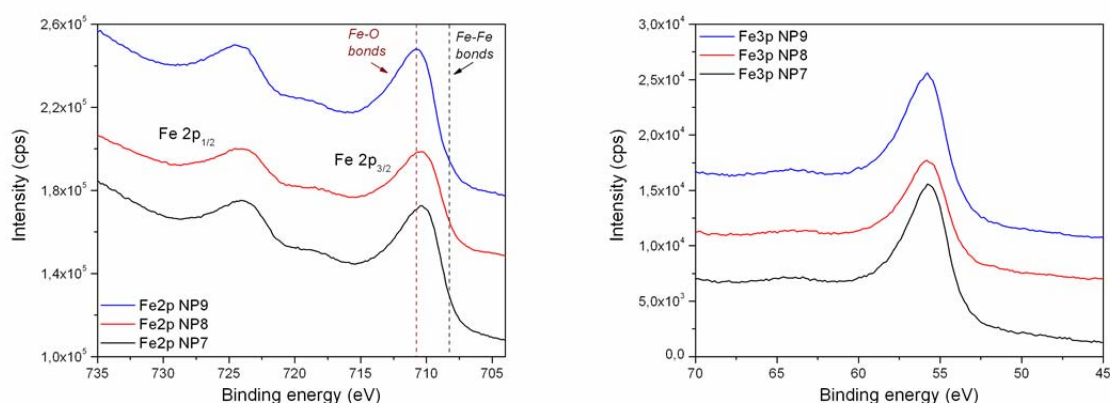 2,6x10⁵
2,2x10⁵
1,8x10⁵
1,4x10⁵
1,0x10⁵
Intensity (cps)
Fe-O
bonds
Fe-Fe
bonds
Fe 2p₁/₂
Fe 2p₃/₂
Fe2p NP9
Fe2p NP8
Fe2p NP7
735 730 725 720 715 710 705
Binding energy (eV)
3,0x10⁴
2,5x10⁴
2,0x10⁴
1,5x10⁴
1,0x10⁴
5,0x10³
0,0
Intensity (cps)
Fe3p NP9
Fe3p NP8
Fe3p NP7
70 65 60 55 50 45
Binding energy (eV)